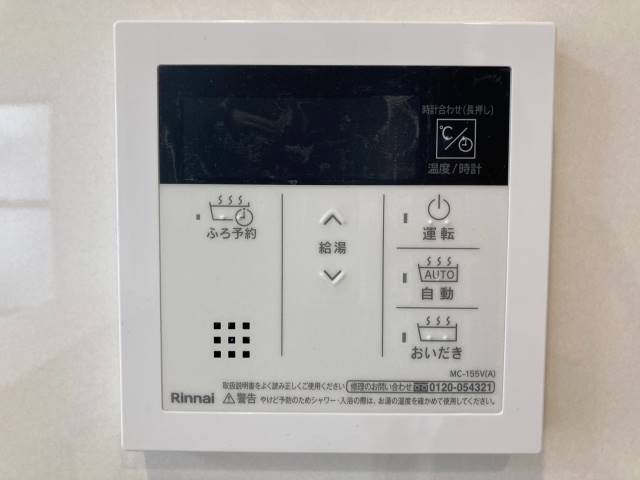 時計合わせ(長押し)
℃
温度/時計
ふろ予約
給湯
運転
AUTO
自動
おいだき
MC-155V(A)
取扱説明書をよく読み正しくご使用ください 修理のお問い合わせ 0120-054321
Rinnai ⚠警告 やけど予防のためシャワー・入浴の際は、お湯の温度を確かめて使用してください。